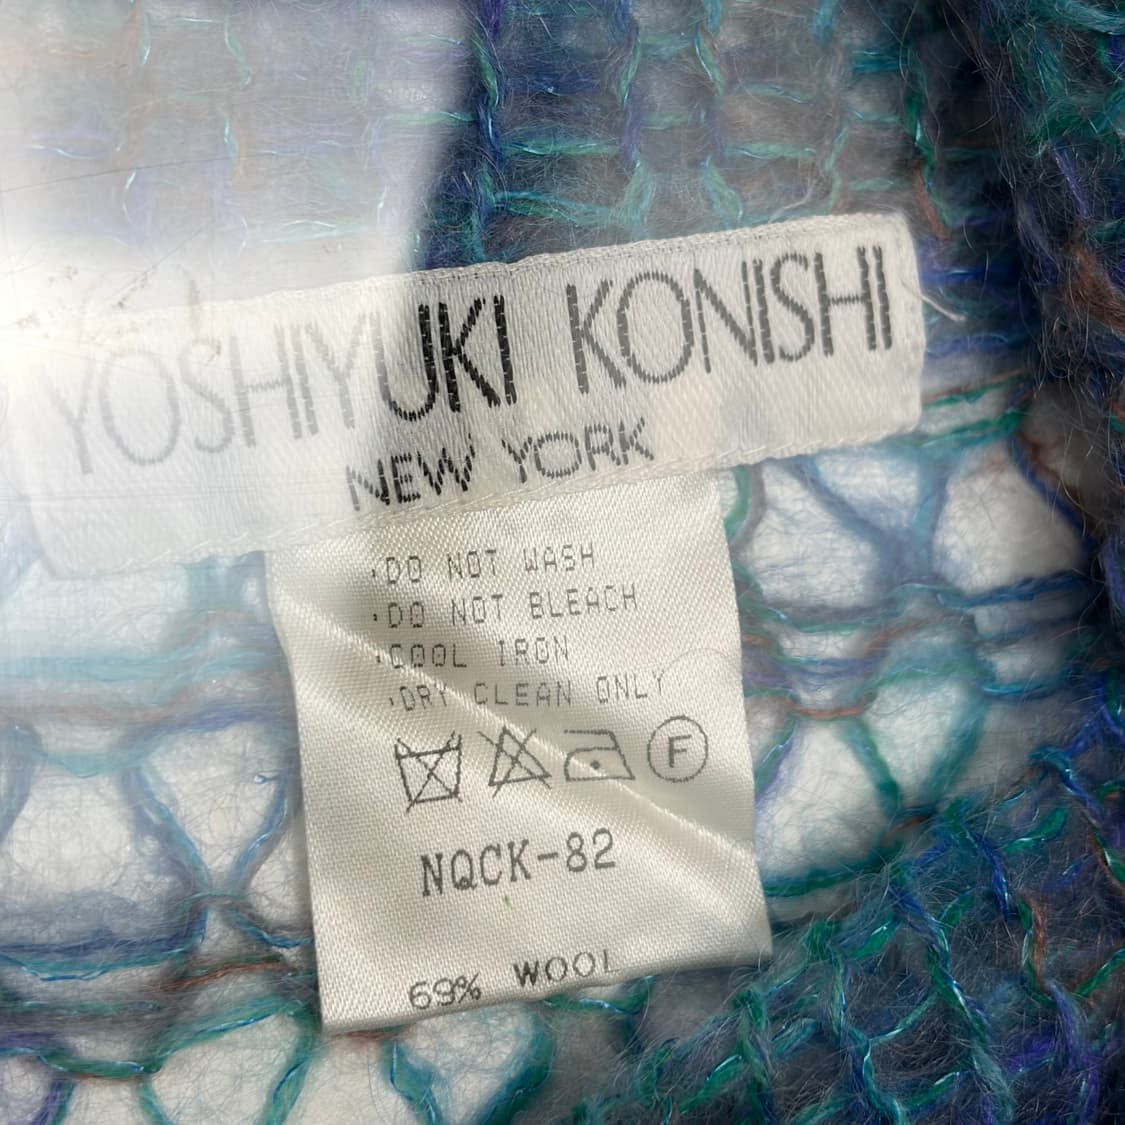 YOSHIYUKI KONISHI
NEW YORK
·DO NOT WASH
·DO NOT BLEACH
·COOL IRON
·DRY CLEAN ONLY
F
NQCK-82
69% WOOL